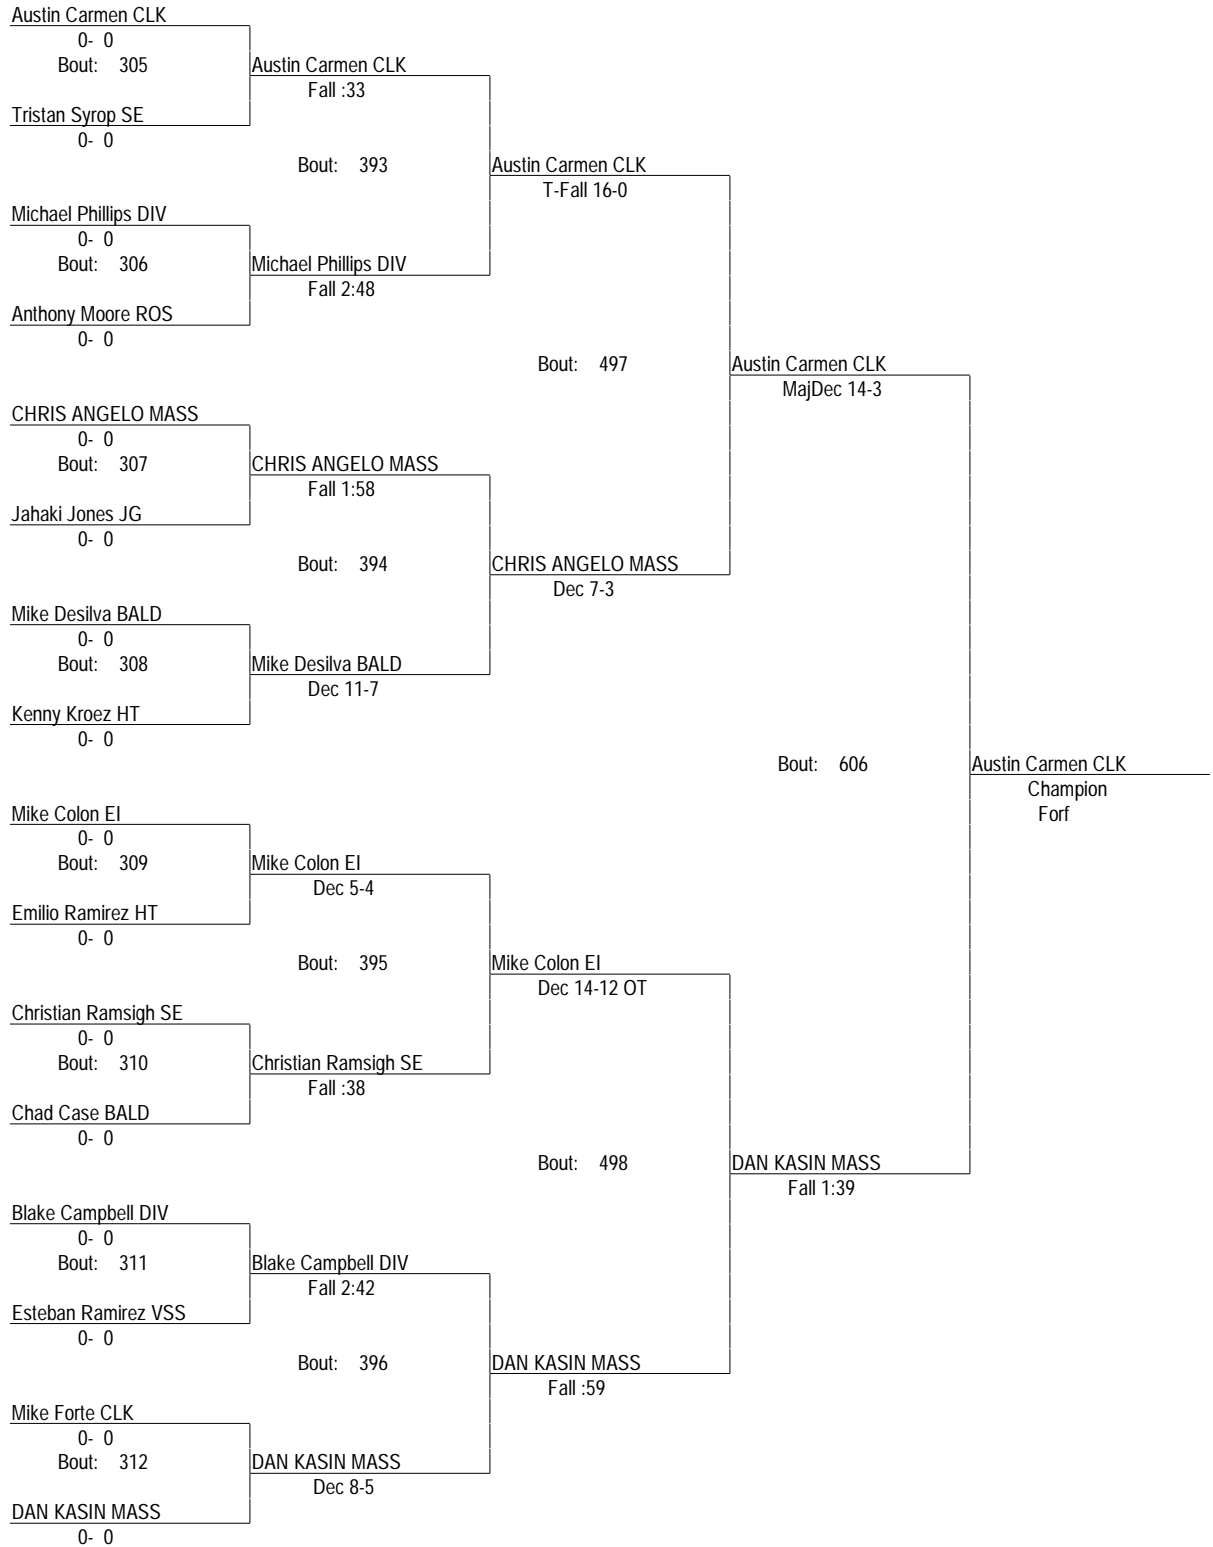 Austin Carmen CLK
0- 0
Bout: 305
Austin Carmen CLK
Fall :33
Tristan Syrop SE
0- 0
Bout: 393
Austin Carmen CLK
T-Fall 16-0
Michael Phillips DIV
0- 0
Bout: 306
Michael Phillips DIV
Fall 2:48
Anthony Moore ROS
0- 0
Bout: 497
Austin Carmen CLK
MajDec 14-3
CHRIS ANGELO MASS
0- 0
Bout: 307
CHRIS ANGELO MASS
Fall 1:58
Jahaki Jones JG
0- 0
Bout: 394
CHRIS ANGELO MASS
Dec 7-3
Mike Desilva BALD
0- 0
Bout: 308
Mike Desilva BALD
Dec 11-7
Kenny Kroez HT
0- 0
Bout: 606
Austin Carmen CLK
Champion
Forf
Mike Colon EI
0- 0
Bout: 309
Mike Colon EI
Dec 5-4
Emilio Ramirez HT
0- 0
Bout: 395
Mike Colon EI
Dec 14-12 OT
Christian Ramsigh SE
0- 0
Bout: 310
Christian Ramsigh SE
Fall :38
Chad Case BALD
0- 0
Bout: 498
DAN KASIN MASS
Fall 1:39
Blake Campbell DIV
0- 0
Bout: 311
Blake Campbell DIV
Fall 2:42
Esteban Ramirez VSS
0- 0
Bout: 396
DAN KASIN MASS
Fall :59
Mike Forte CLK
0- 0
Bout: 312
DAN KASIN MASS
Dec 8-5
DAN KASIN MASS
0- 0